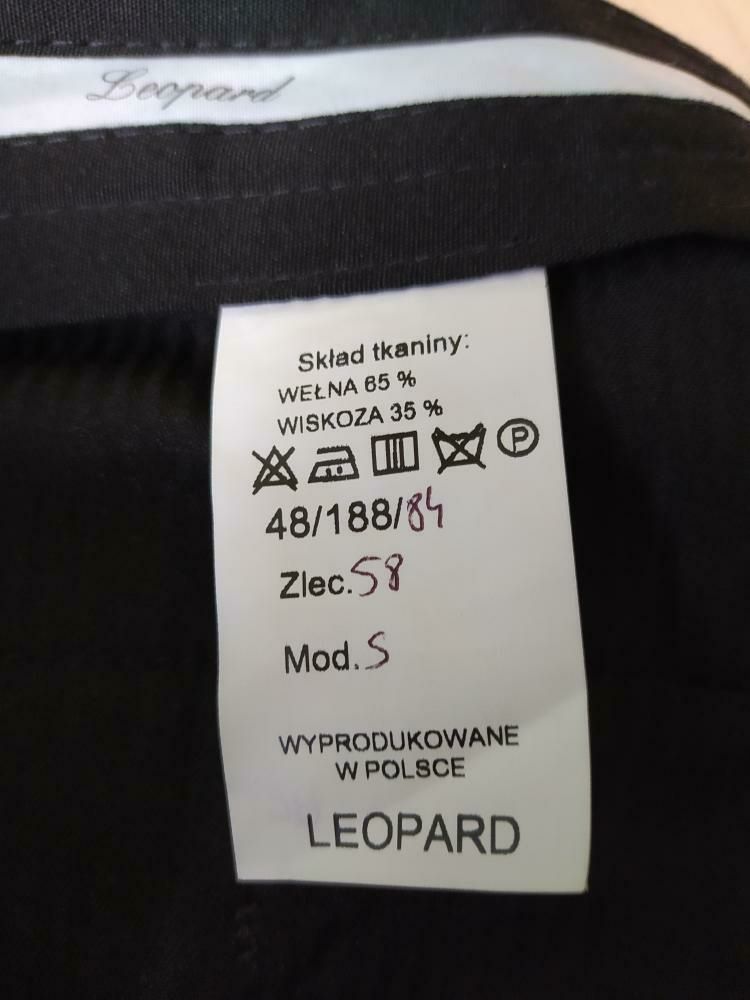 Leopard
Skład tkaniny:
WEŁNA 65 %
WISKOZA 35 %
P
48/188/84
Zlec.58
Mod.S
WYPRODUKOWANE
W POLSCE
LEOPARD